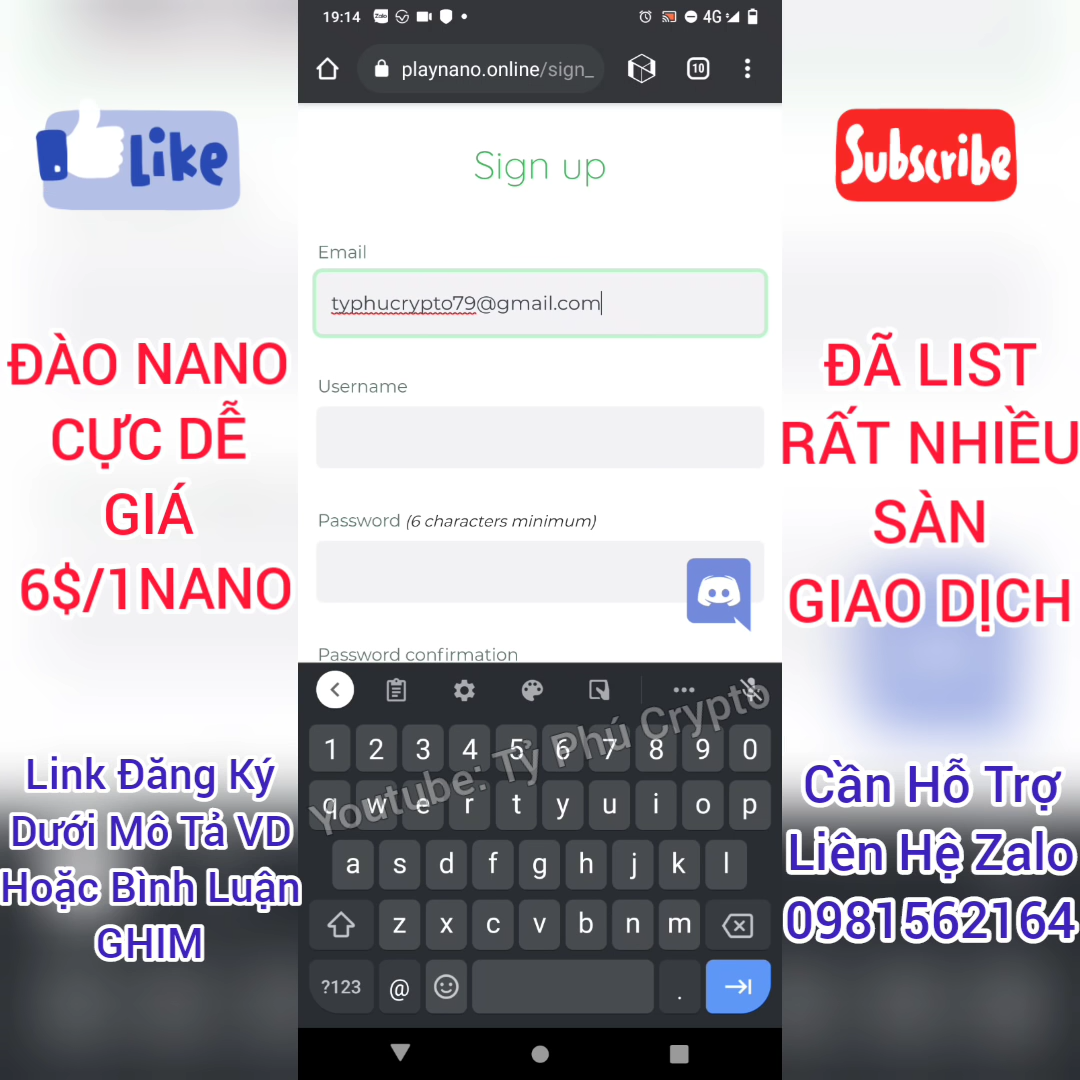 19:14
Zalo
4G
playnano.online/sign_
10
Like
Subscribe
Sign up
Email
typhucrypto79@gmail.com
Username
Password (6 characters minimum)
Password confirmation
ĐÀO NANO
CỰC DỄ
GIÁ
6$/1NANO
ĐÃ LIST
RẤT NHIỀU
SÀN
GIAO DỊCH
Link Đăng Ký
Dưới Mô Tả VD
Hoặc Bình Luận
GHIM
Cần Hỗ Trợ
Liên Hệ Zalo
0981562164
Youtube: Tỷ Phú Crypto
1 2 3 4 5 6 7 8 9 0
q w e r t y u i o p
a s d f g h j k l
z x c v b n m
?123 @ .